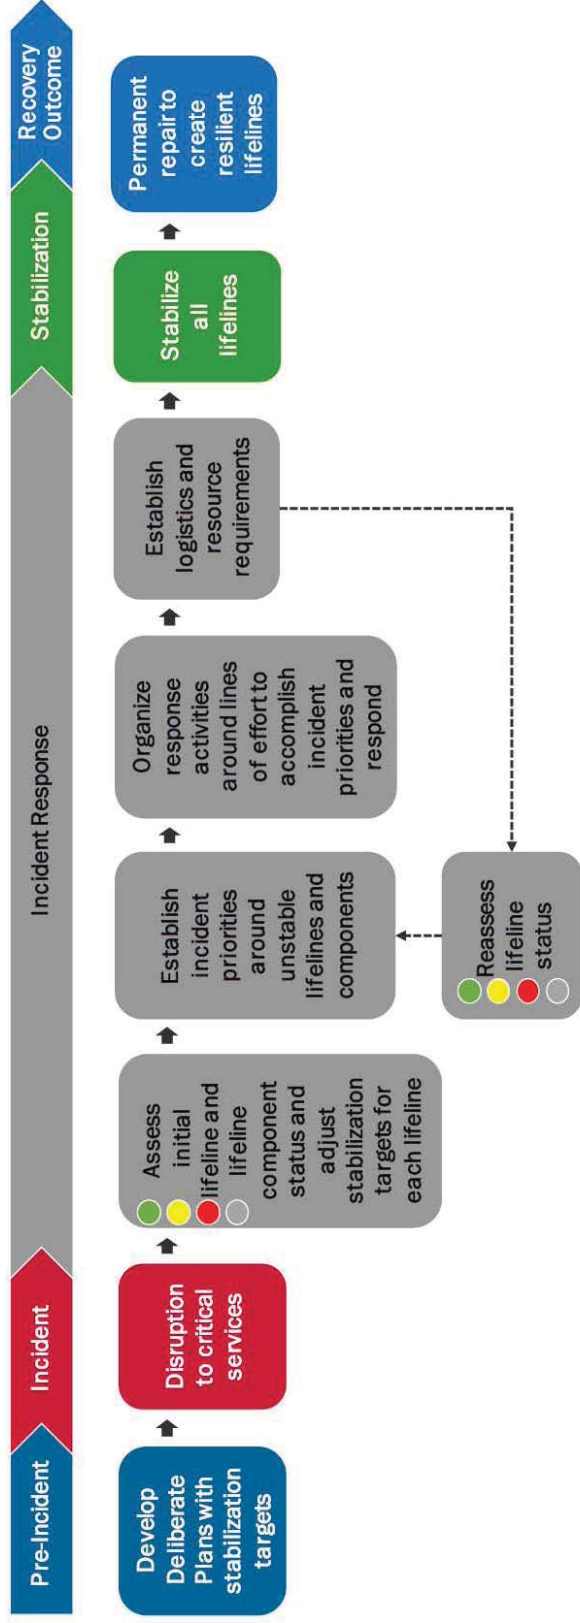 Pre-Incident
Incident
Incident Response
Stabilization
Recovery
Outcome
Develop
Deliberate
Plans with
stabilization
targets
Disruption
to critical
services
Assess
initial
lifeline and
lifeline
component
status and
adjust
stabilization
targets for
each lifeline
Establish
incident
priorities
around
unstable
lifelines and
components
Organize
response
activities
around lines
of effort to
accomplish
incident
priorities and
respond
Establish
logistics and
resource
requirements
Stabilize
all
lifelines
Permanent
repair to
create
resilient
lifelines
Reassess
lifeline
status